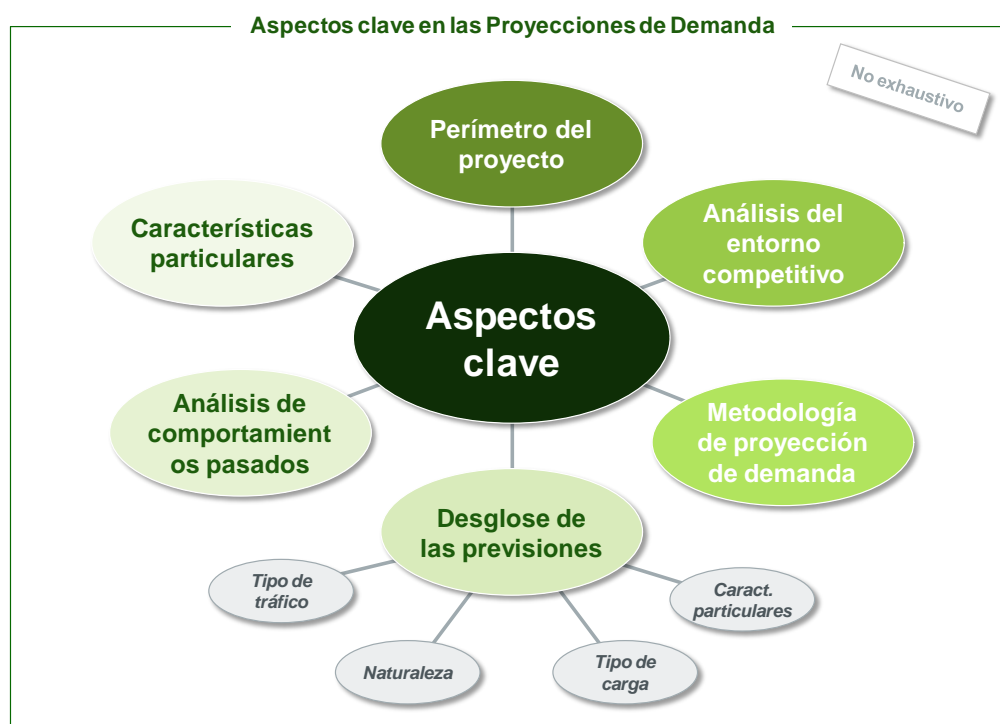 Aspectos clave en las Proyecciones de Demanda
No exhaustivo
Perímetro del
proyecto
Características
particulares
Análisis del
entorno
competitivo
Aspectos
clave
Análisis de
comportamient
os pasados
Metodología
de proyección
de demanda
Desglose de
las previsiones
Tipo de
tráfico
Caract.
particulares
Naturaleza
Tipo de
carga